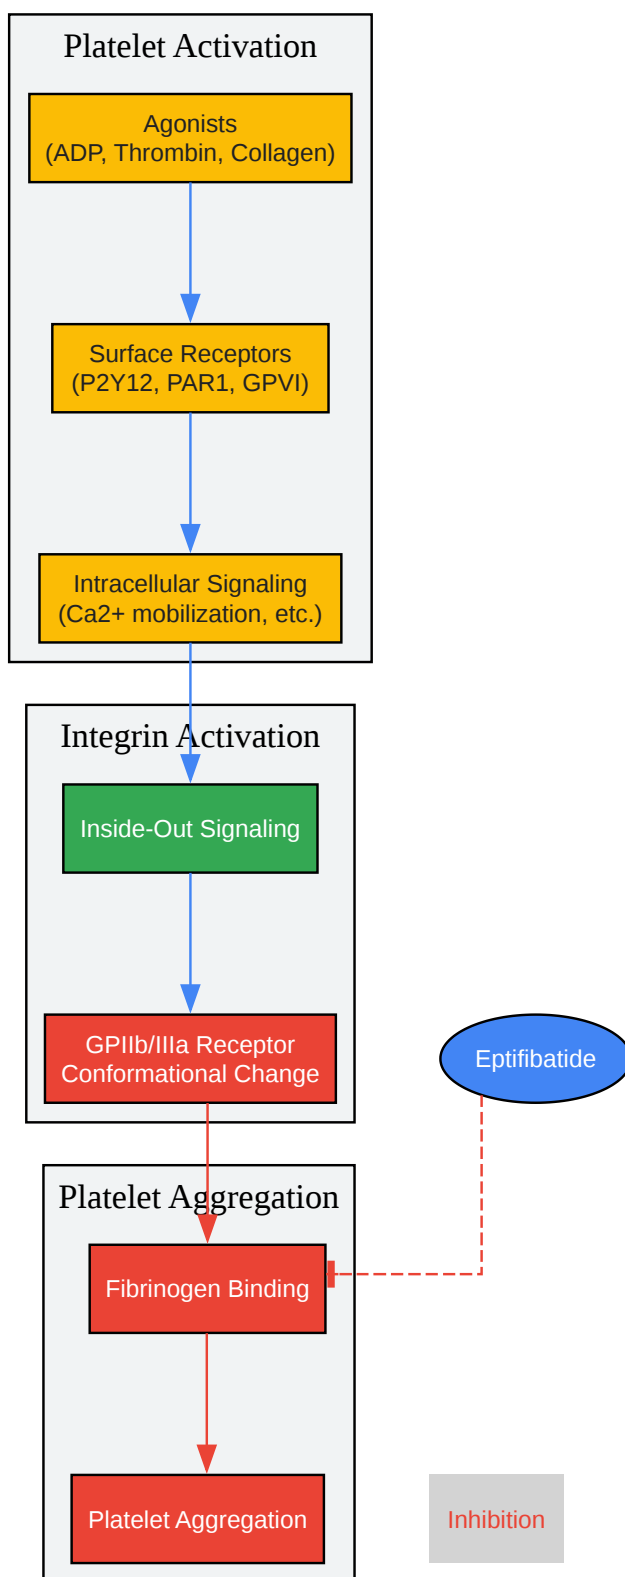 Platelet Activation
Agonists
(ADP, Thrombin, Collagen)
Surface Receptors
(P2Y12, PAR1, GPVI)
Intracellular Signaling
(Ca2+ mobilization, etc.)
Integrin Activation
Inside-Out Signaling
GPIIb/IIIa Receptor
Conformational Change
Eptifibatide
Platelet Aggregation
Fibrinogen Binding
Platelet Aggregation
Inhibition